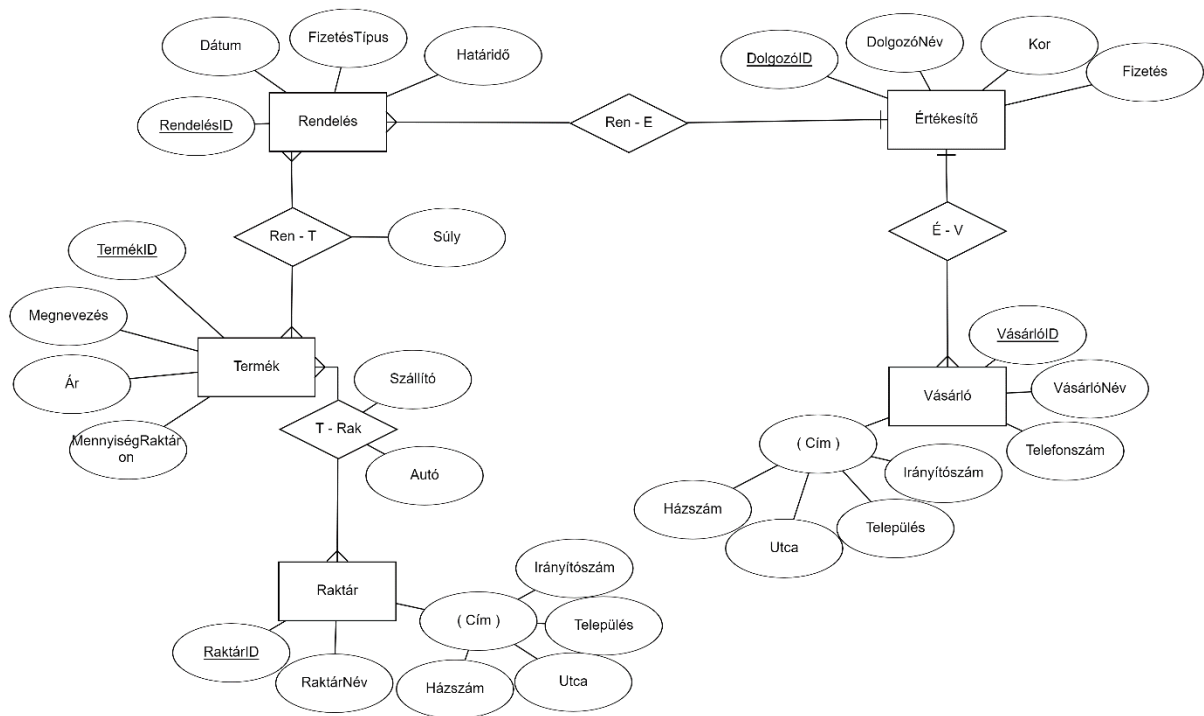 Dátum
FizetésTípus
Határidő
RendelésID
Rendelés
Ren - E
DolgozóID
DolgozóNév
Kor
Fizetés
Értékesítő
Ren - T
Súly
É - V
TermékID
Megnevezés
Ár
MennyiségRaktár
on
Termék
Szállító
T - Rak
Autó
VásárlóID
VásárlóNév
Telefonszám
Vásárló
( Cím )
Irányítószám
Település
Utca
Házszám
Raktár
RaktárID
RaktárNév
( Cím )
Irányítószám
Település
Utca
Házszám